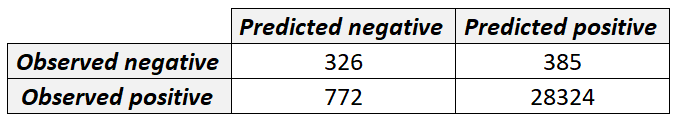 Predicted negative Predicted positive
Observed negative 326 385
Observed positive 772 28324